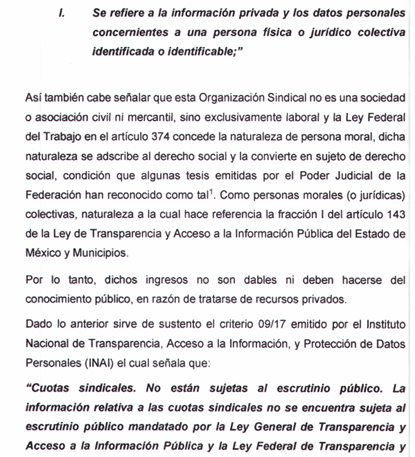 I. Se refiere a la información privada y los datos personales
concernientes a una persona física o jurídico colectiva
identificada o identificable;”
Así también cabe señalar que esta Organización Sindical no es una sociedad
o asociación civil ni mercantil, sino exclusivamente laboral y la Ley Federal
del Trabajo en el artículo 374 concede la naturaleza de persona moral, dicha
naturaleza se adscribe al derecho social y la convierte en sujeto de derecho
social, condición que algunas tesis emitidas por el Poder Judicial de la
Federación han reconocido como tal¹. Como personas morales (o jurídicas)
colectivas, naturaleza a la cual hace referencia la fracción I del artículo 143
de la Ley de Transparencia y Acceso a la Información Pública del Estado de
México y Municipios.
Por lo tanto, dichos ingresos no son dables ni deben hacerse del
conocimiento público, en razón de tratarse de recursos privados.
Dado lo anterior sirve de sustento el criterio 09/17 emitido por el Instituto
Nacional de Transparencia, Acceso a la Información, y Protección de Datos
Personales (INAI) el cual señala que:
“Cuotas sindicales. No están sujetas al escrutinio público. La
información relativa a las cuotas sindicales no se encuentra sujeta al
escrutinio público mandatado por la Ley General de Transparencia y
Acceso a la Información Pública y la Ley Federal de Transparencia y